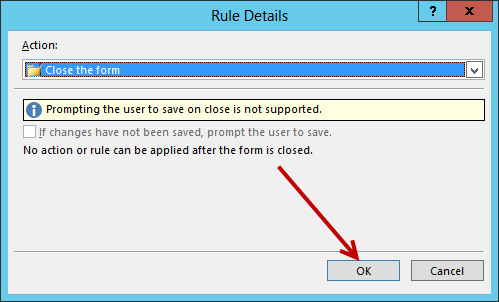 Rule Details
?
Action:
Close the form
Prompting the user to save on close is not supported.
If changes have not been saved, prompt the user to save.
No action or rule can be applied after the form is closed.
OK
Cancel